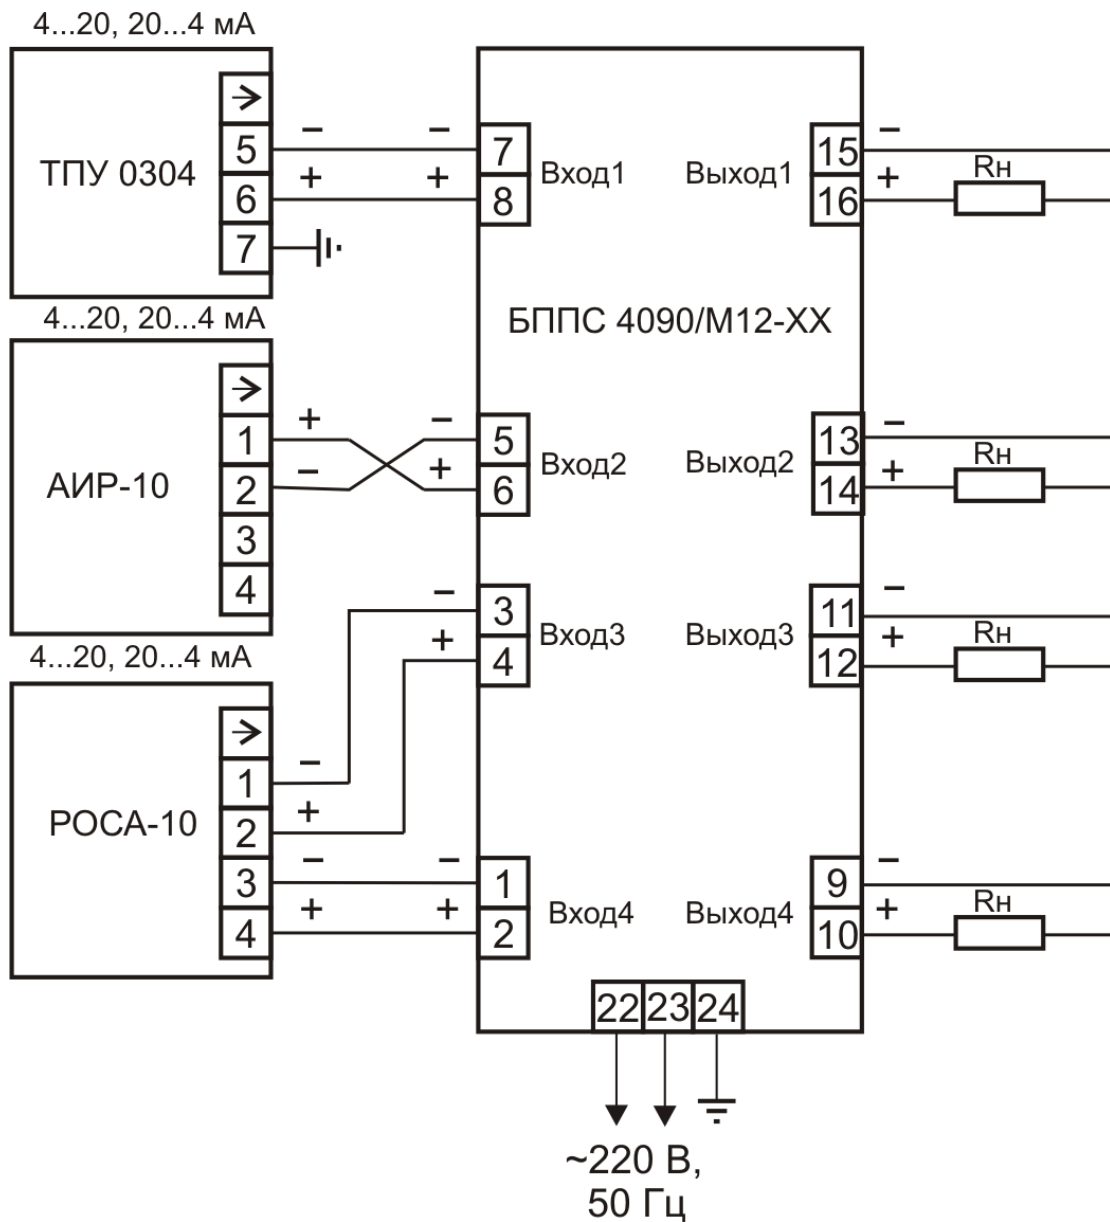 4...20, 20...4 мА
ТПУ 0304
5
6
7
− −
+ +
7
8
Вход1
Выход1
15
16
−
+
Rн
4...20, 20...4 мА
БППС 4090/М12-ХХ
АИР-10
1
2
3
4
+ −
− +
5
6
Вход2
Выход2
13
14
−
+
Rн
−
+
3
4
Вход3
Выход3
11
12
−
+
Rн
4...20, 20...4 мА
РОСА-10
1
2
3
4
−
+
− −
+ +
1
2
Вход4
Выход4
9
10
−
+
Rн
22 23 24
~220 В,
50 Гц